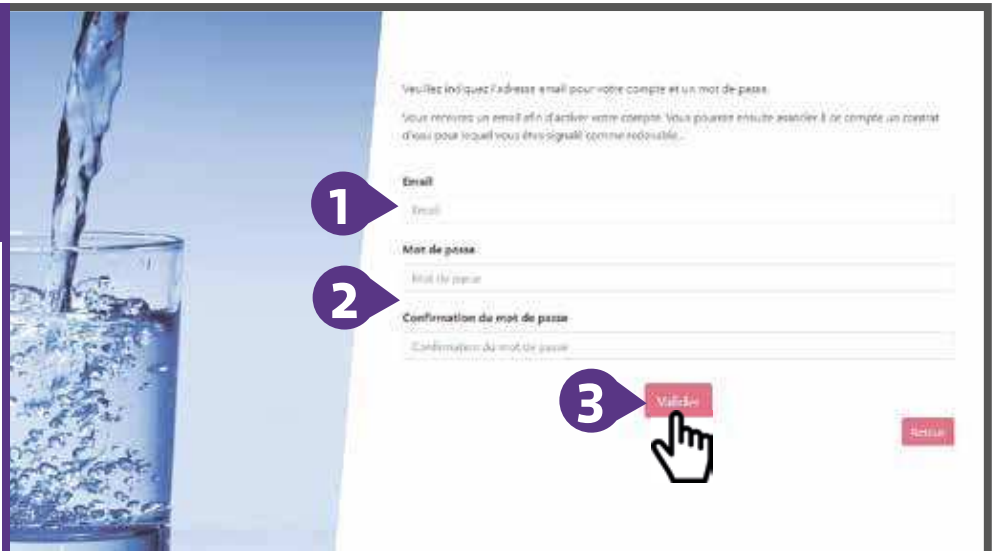 Veuillez indiquez l'adresse email pour votre compte et un mot de passe.
Vous recevrez un email afin d'activer votre compte. Vous pourrez ensuite associer à ce compte un contrat
d'eau pour lequel vous êtes signalé comme redevable.
Email
1
Email
Mot de passe
Mot de passe
2
Confirmation du mot de passe
Confirmation du mot de passe
3
Valider
Retour